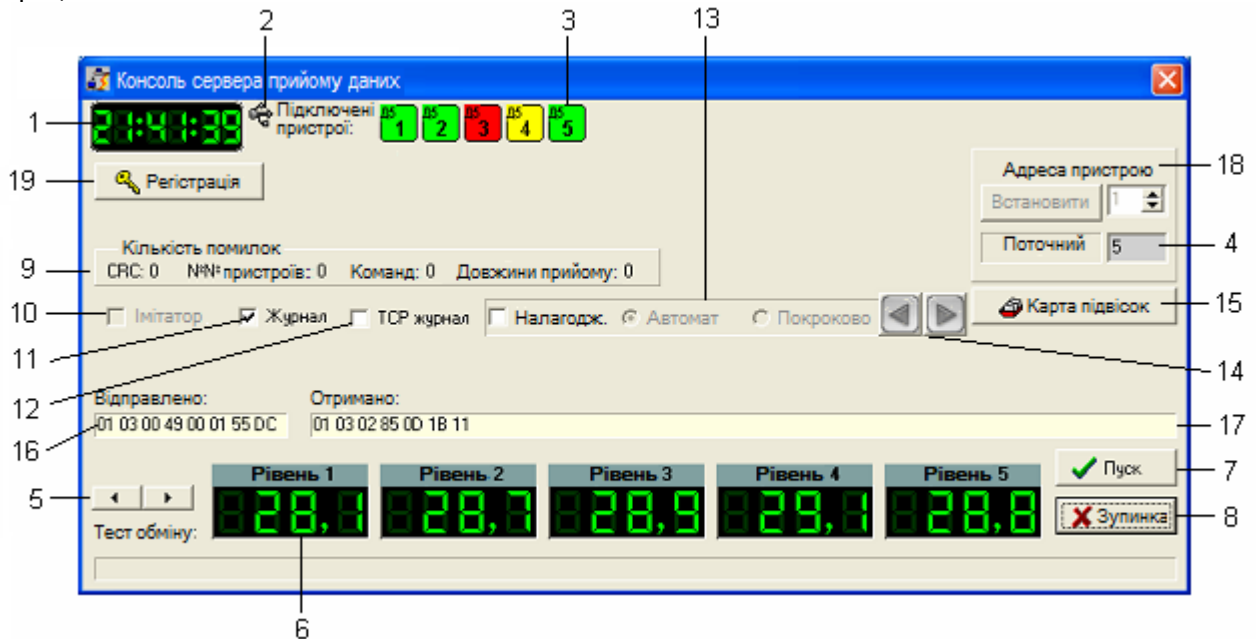 2 3 13
Консоль сервера прийому даних
1 21:41:39 Підключені пристрої: Д5 1 Д5 2 Д5 3 Д5 4 Д5 5
19 Регістрація
Адреса пристрою 18
Встановити 1
Поточний 5 4
Кількість помилок
9 CRC: 0 №№ пристроїв: 0 Команд: 0 Довжини прийому: 0
10 Імітатор Журнал TCP журнал Налагодж. Автомат Покроково
Карта підвісок 15
11
14
12
Відправлено: Отримано:
01 03 00 49 00 01 55 DC 01 03 02 85 0D 1B 11 17
16
Рівень 1 Рівень 2 Рівень 3 Рівень 4 Рівень 5
Пуск 7
5 28,1 28,7 28,9 29,1 28,8
Зупинка 8
Тест обміну:
6